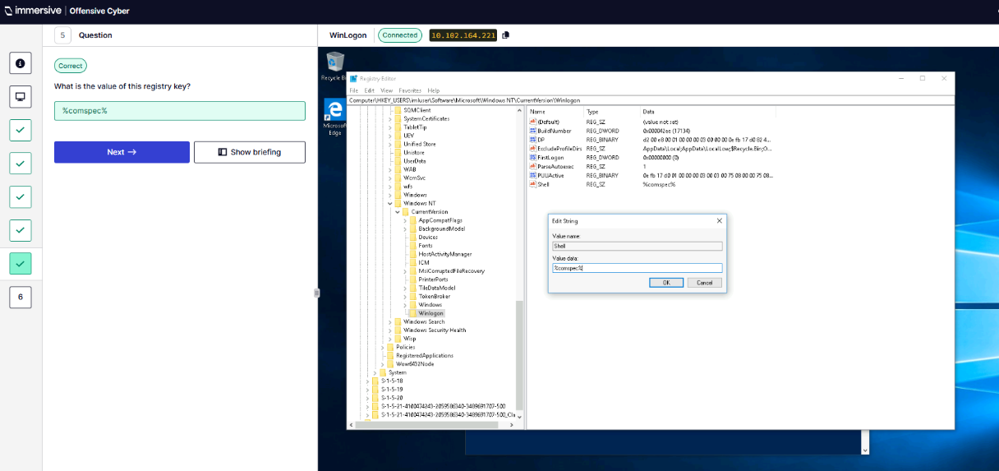 immersive | Offensive Cyber
5 Question
WinLogon Connected 10.102.164.221
Correct
What is the value of this registry key?
%comspec%
Next →
Show briefing
6
Microsoft
Edge
Registry Editor
File Edit View Favorites Help
Computer\HKEY_USERS\imluser\Software\Microsoft\Windows NT\CurrentVersion\Winlogon
SQMClient
SystemCertificates
TabletTip
UEV
Unified Store
Unistore
UserData
WAB
WcmSvc
wfs
Windows
Windows NT
CurrentVersion
AppCompatFlags
BackgroundModel
Devices
Fonts
HostActivityManager
ICM
MsiCorruptedFileRecovery
PrinterPorts
TileDataModel
TokenBroker
Windows
Winlogon
Windows Search
Windows Security Health
Wisp
Policies
RegisteredApplications
Wow6432Node
System
S-1-5-18
S-1-5-19
S-1-5-20
S-1-5-21-4100474243-2059586340-3489691707-500
S-1-5-21-4100474243-2059586340-3489691707-500_Cla
Name Type Data
(Default) REG_SZ (value not set)
BuildNumber REG_DWORD 0x000042ee (17134)
DP REG_BINARY d2 00 e8 00 01 00 00 00 03 00 00 00 0e fb 17 d0 82 4...
ExcludeProfileDirs REG_SZ AppData\Local;AppData\LocalLow;$Recycle.Bin;O...
FirstLogon REG_DWORD 0x00000000 (0)
ParseAutoexec REG_SZ 1
PUUActive REG_BINARY 0e fb 17 d0 01 00 00 00 03 00 03 00 75 08 00 00 75 08...
Shell REG_SZ %comspec%
Edit String
Value name:
Shell
Value data:
%comspec%
OK Cancel